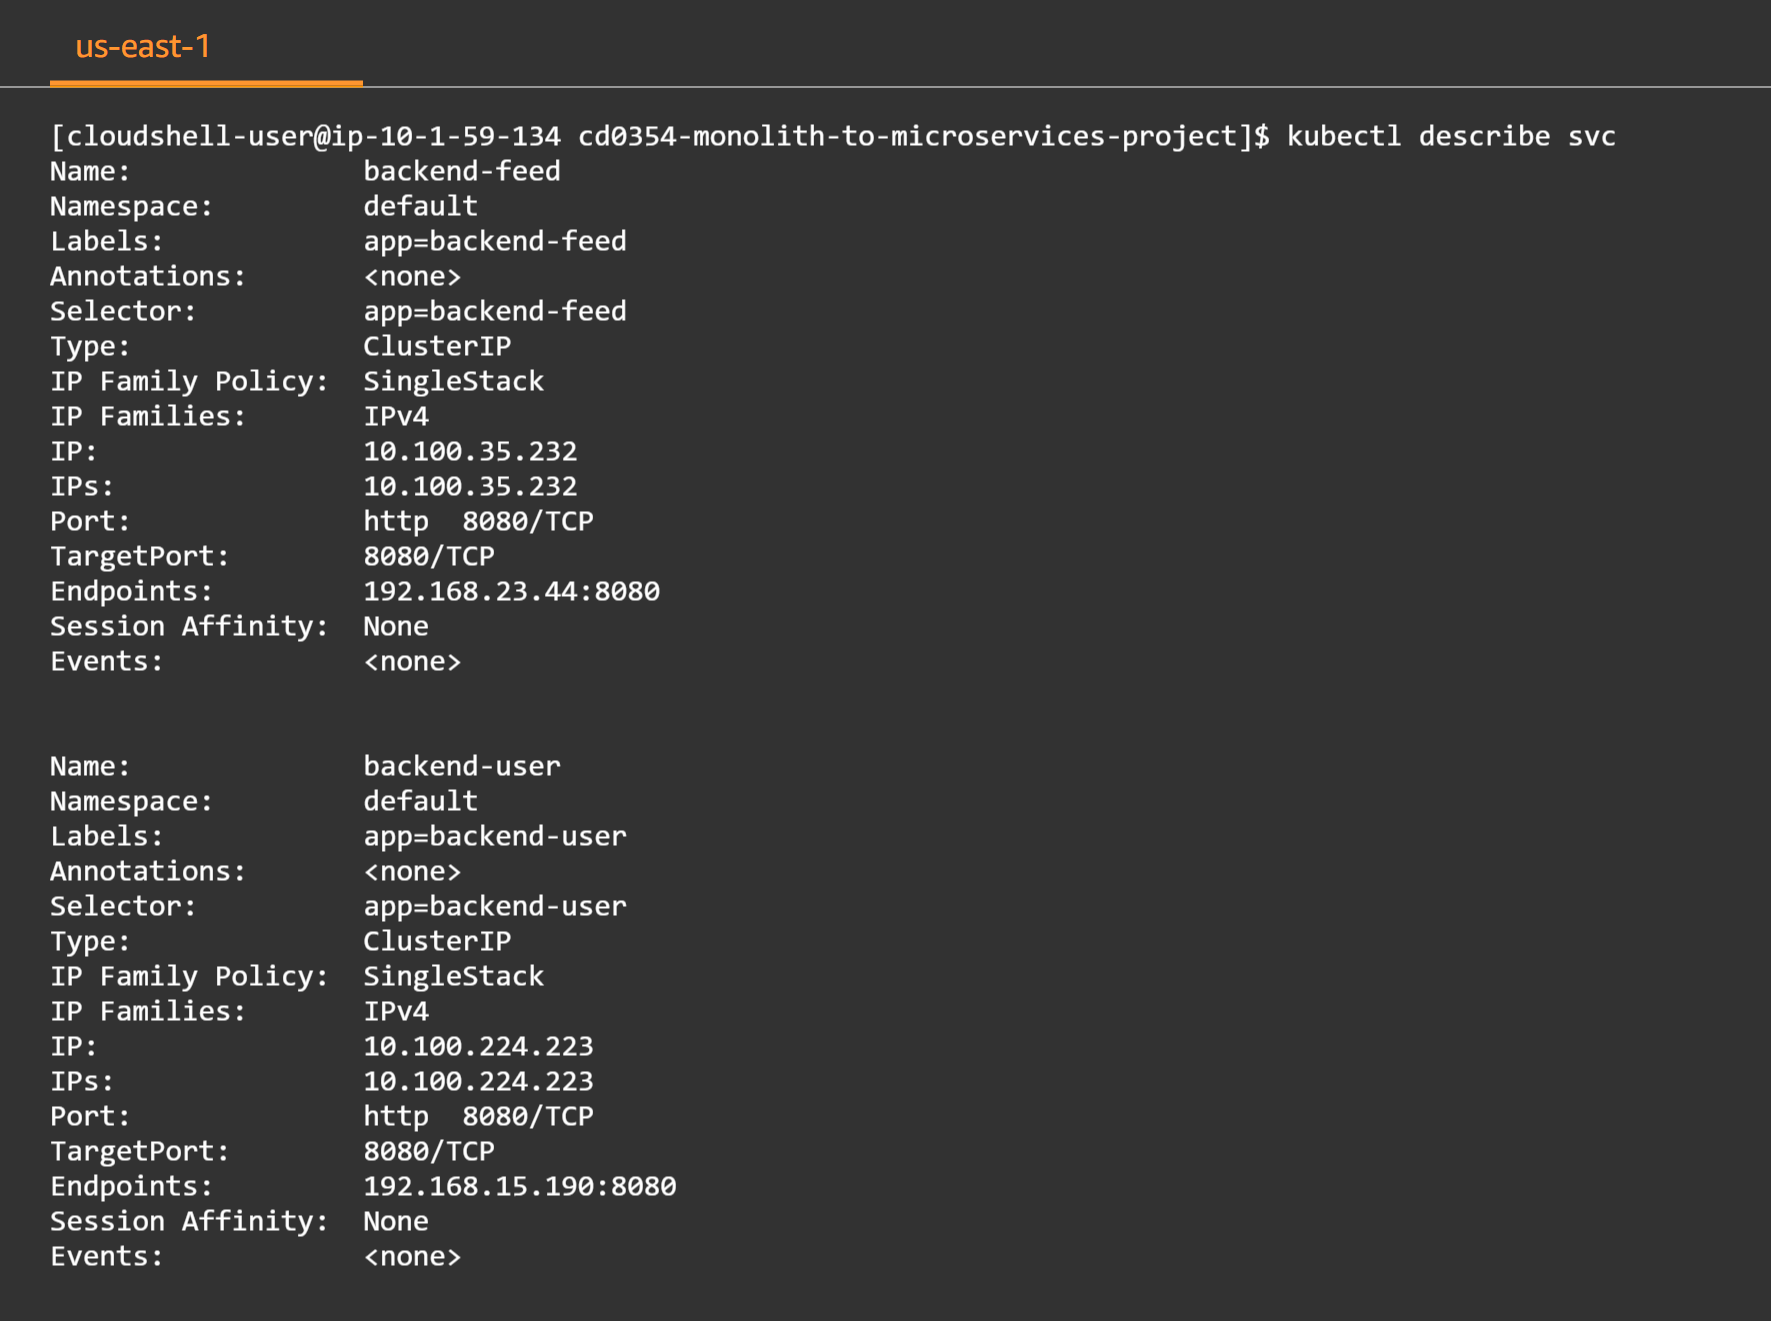 us-east-1
[cloudshell-user@ip-10-1-59-134 cd0354-monolith-to-microservices-project]$ kubectl describe svc
Name:              backend-feed
Namespace:         default
Labels:            app=backend-feed
Annotations:       <none>
Selector:          app=backend-feed
Type:              ClusterIP
IP Family Policy:  SingleStack
IP Families:       IPv4
IP:                10.100.35.232
IPs:               10.100.35.232
Port:              http  8080/TCP
TargetPort:        8080/TCP
Endpoints:         192.168.23.44:8080
Session Affinity:  None
Events:            <none>
Name:              backend-user
Namespace:         default
Labels:            app=backend-user
Annotations:       <none>
Selector:          app=backend-user
Type:              ClusterIP
IP Family Policy:  SingleStack
IP Families:       IPv4
IP:                10.100.224.223
IPs:               10.100.224.223
Port:              http  8080/TCP
TargetPort:        8080/TCP
Endpoints:         192.168.15.190:8080
Session Affinity:  None
Events:            <none>